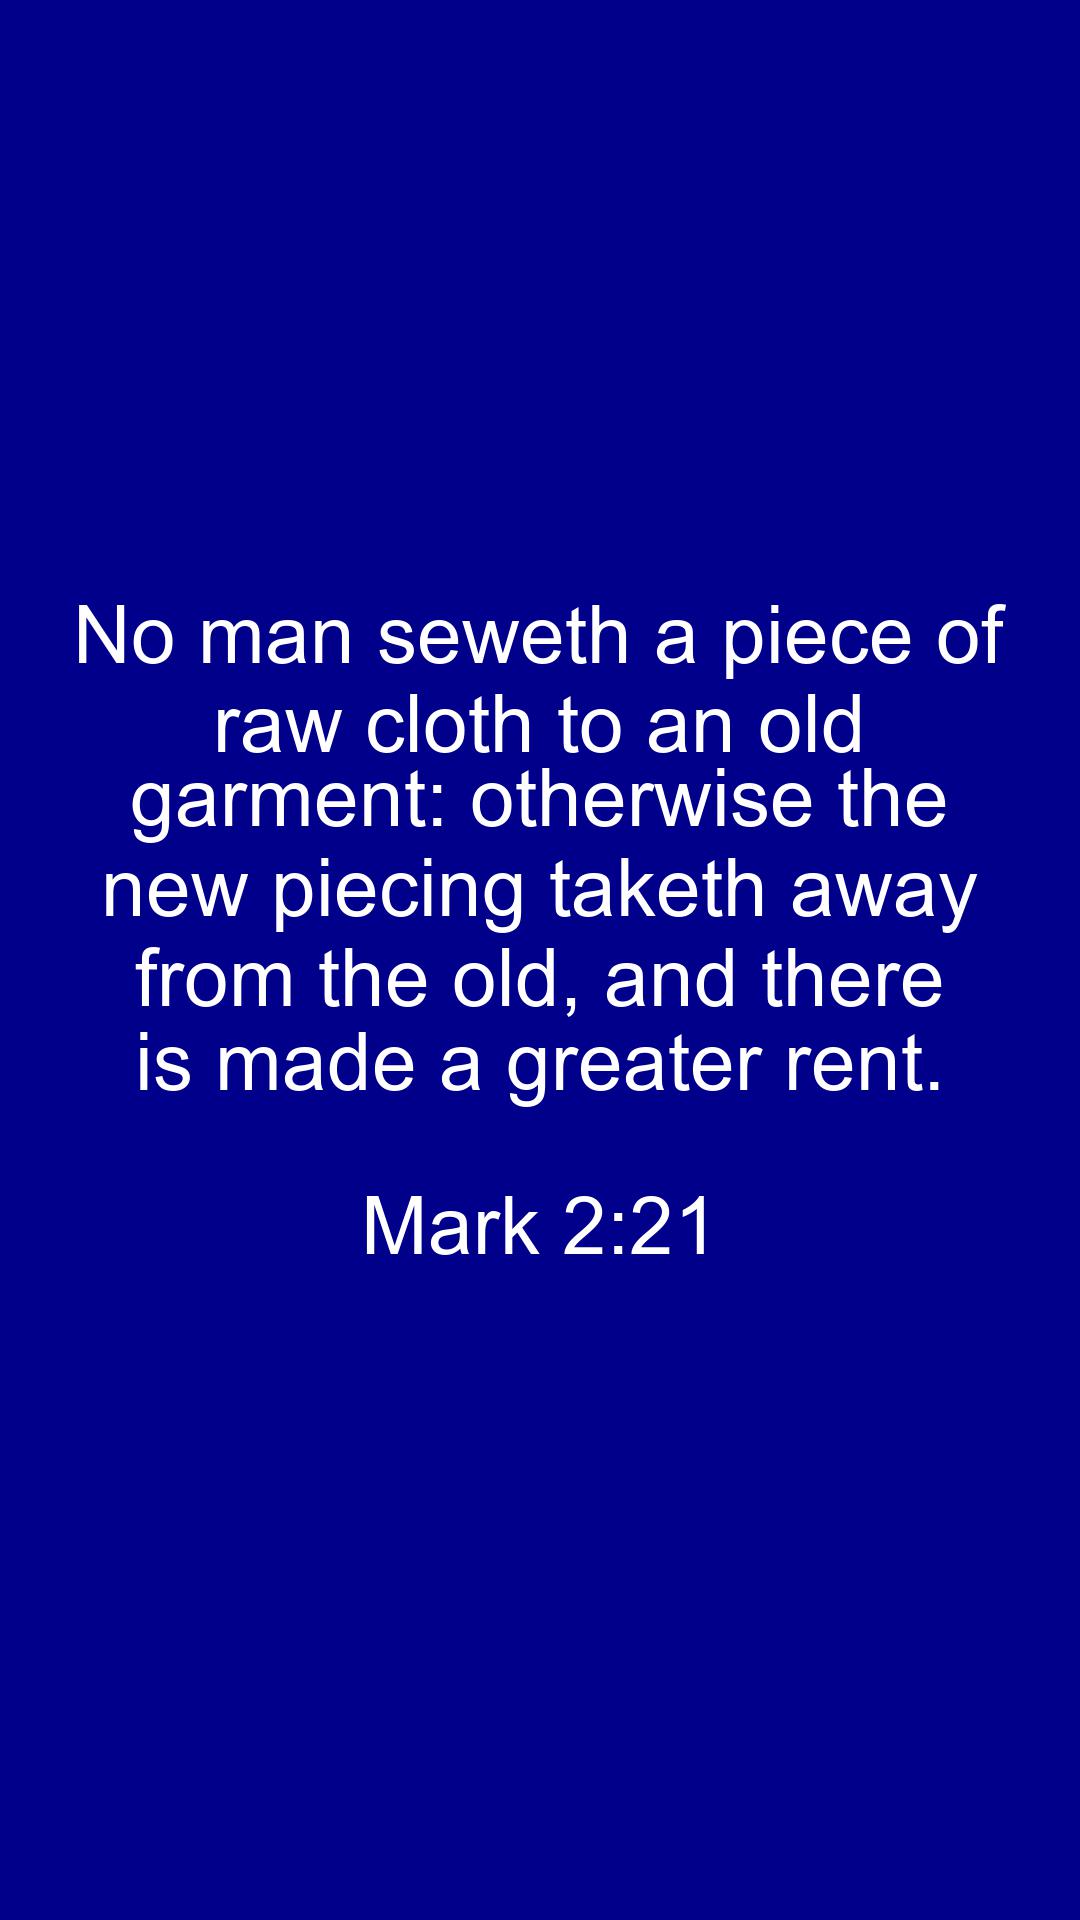 No man seweth a piece of
raw cloth to an old
garment: otherwise the
new piecing taketh away
from the old, and there
is made a greater rent.
Mark 2:21